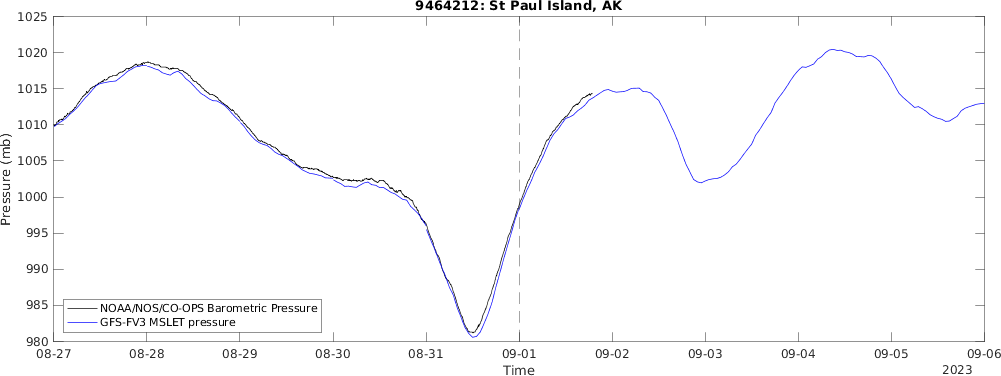 9464212: St Paul Island, AK
1025
1020
1015
1010
1005
1000
995
990
985
980
Pressure (mb)
NOAA/NOS/CO-OPS Barometric Pressure
GFS-FV3 MSLET pressure
08-27 08-28 08-29 08-30 08-31 09-01 09-02 09-03 09-04 09-05 09-06
Time
2023